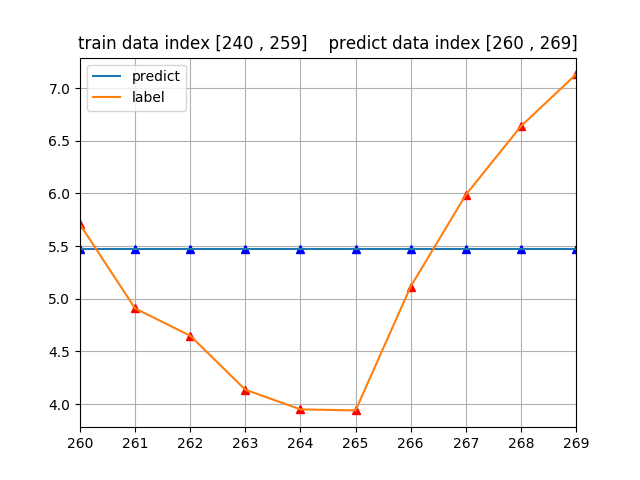 train data index [240 , 259]    predict data index [260 , 269]
predict
label
7.0
6.5
6.0
5.5
5.0
4.5
4.0
260 261 262 263 264 265 266 267 268 269